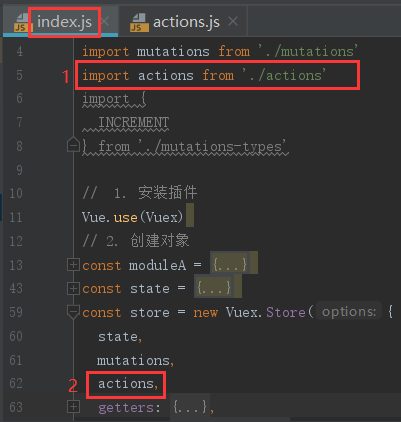 index.js × actions.js ×
4 import mutations from './mutations'
1
5 import actions from './actions'
6 import {
7 INCREMENT
8 } from './mutations-types'
9
10 // 1. 安装插件
11 Vue.use(Vuex)
12 // 2. 创建对象
13 const moduleA = {...}
43 const state = {...}
59 const store = new Vuex.Store( options: {
60 state,
61 mutations,
2
62 actions,
63 getters: {...},